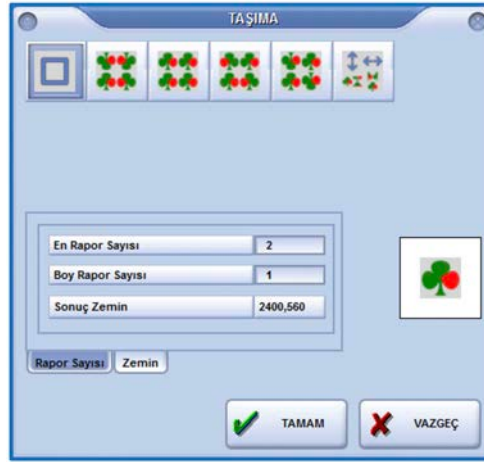 TAŞIMA
En Rapor Sayısı 2
Boy Rapor Sayısı 1
Sonuç Zemin 2400,560
Rapor Sayısı Zemin
TAMAM VAZGEÇ